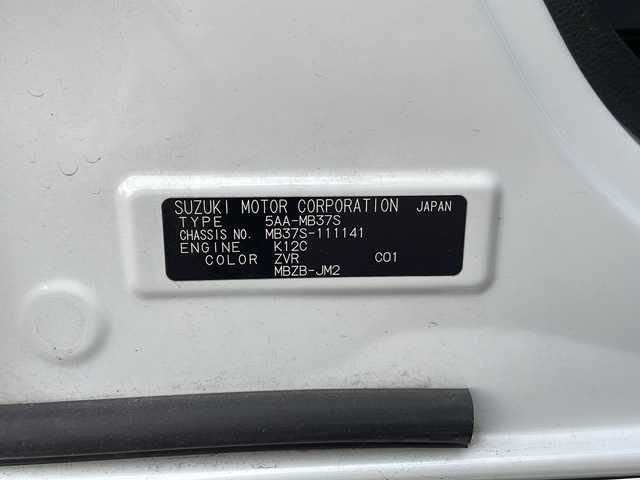 SUZUKI MOTOR CORPORATION JAPAN
TYPE 5AA-MB37S
CHASSIS NO. MB37S-111141
ENGINE K12C
COLOR ZVR C01
MBZB-JM2